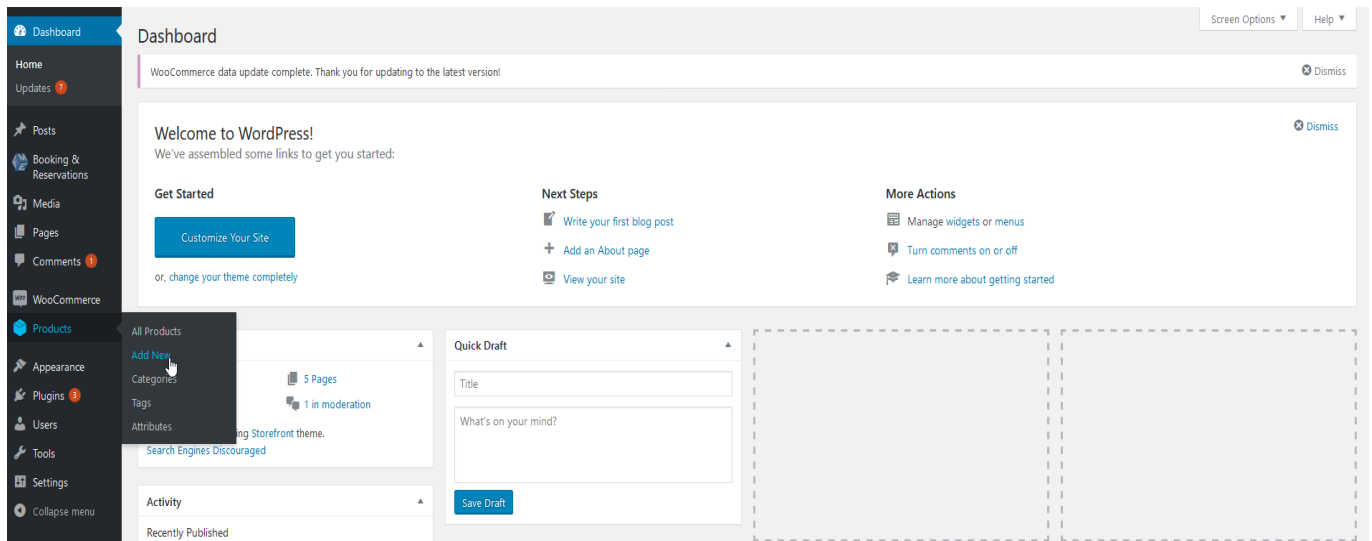 Screen Options
Help
Dashboard
Home
Updates 7
Posts
Booking &
Reservations
Media
Pages
Comments 1
WooCommerce
Products
Appearance
Plugins 3
Users
Tools
Settings
Collapse menu
All Products
Add New
Categories
Tags
Attributes
Dashboard
WooCommerce data update complete. Thank you for updating to the latest version!
Dismiss
Welcome to WordPress!
We've assembled some links to get you started:
Dismiss
Get Started
Customize Your Site
or, change your theme completely
Next Steps
Write your first blog post
Add an About page
View your site
More Actions
Manage widgets or menus
Turn comments on or off
Learn more about getting started
5 Pages
1 in moderation
ing Storefront theme.
Search Engines Discouraged
Activity
Recently Published
Quick Draft
Title
What's on your mind?
Save Draft